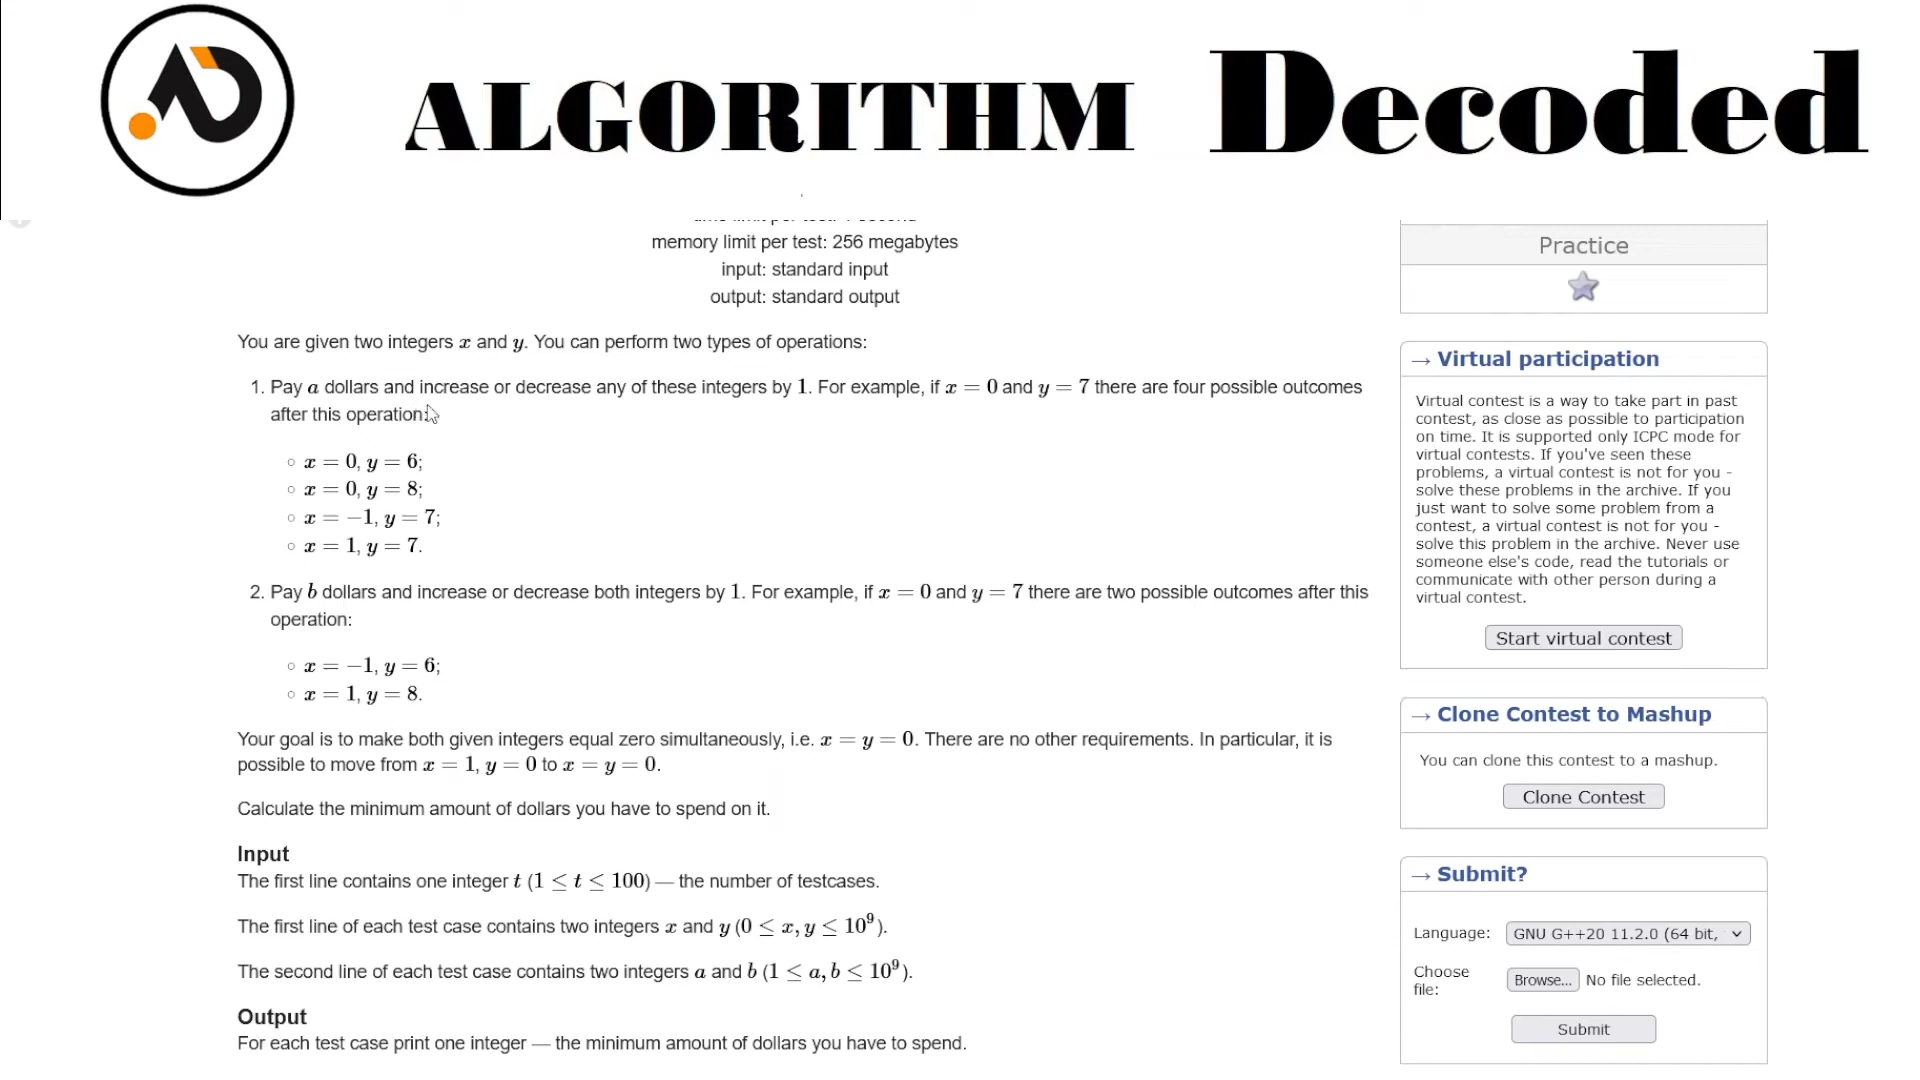 ALGORITHM Decoded
memory limit per test: 256 megabytes
input: standard input
output: standard output
You are given two integers x and y. You can perform two types of operations:
1. Pay a dollars and increase or decrease any of these integers by 1. For example, if x = 0 and y = 7 there are four possible outcomes
after this operation:
x = 0, y = 6;
x = 0, y = 8;
x = −1, y = 7;
x = 1, y = 7.
2. Pay b dollars and increase or decrease both integers by 1. For example, if x = 0 and y = 7 there are two possible outcomes after this
operation:
x = −1, y = 6;
x = 1, y = 8.
Your goal is to make both given integers equal zero simultaneously, i.e. x = y = 0. There are no other requirements. In particular, it is
possible to move from x = 1, y = 0 to x = y = 0.
Calculate the minimum amount of dollars you have to spend on it.
Input
The first line contains one integer t (1 ≤ t ≤ 100) — the number of testcases.
The first line of each test case contains two integers x and y (0 ≤ x, y ≤ 10⁹).
The second line of each test case contains two integers a and b (1 ≤ a, b ≤ 10⁹).
Output
For each test case print one integer — the minimum amount of dollars you have to spend.
Practice
→ Virtual participation
Virtual contest is a way to take part in past
contest, as close as possible to participation
on time. It is supported only ICPC mode for
virtual contests. If you've seen these
problems, a virtual contest is not for you -
solve these problems in the archive. If you
just want to solve some problem from a
contest, a virtual contest is not for you -
solve this problem in the archive. Never use
someone else's code, read the tutorials or
communicate with other person during a
virtual contest.
Start virtual contest
→ Clone Contest to Mashup
You can clone this contest to a mashup.
Clone Contest
→ Submit?
Language: GNU G++20 11.2.0 (64 bit,
Choose
file: Browse... No file selected.
Submit